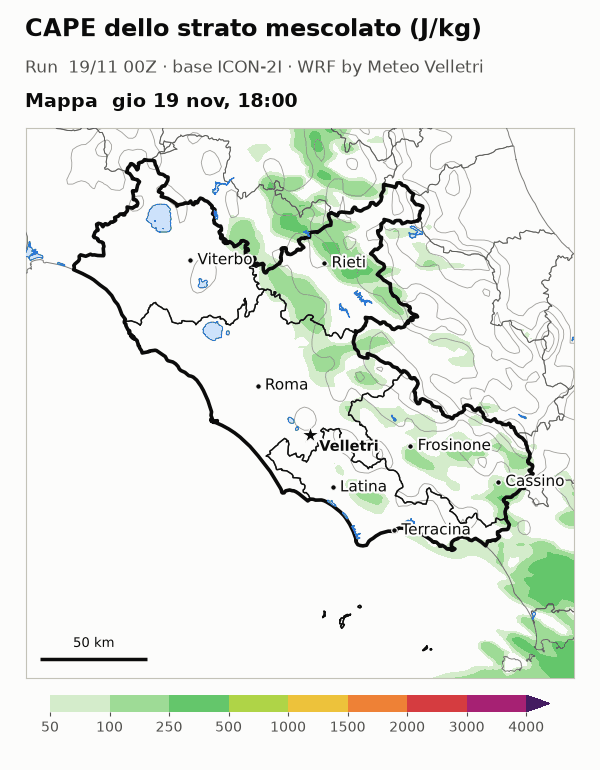 CAPE dello strato mescolato (J/kg)
Run  19/11 00Z · base ICON-2I · WRF by Meteo Velletri
Mappa  gio 19 nov, 18:00
Viterbo
Rieti
Roma
Velletri
Frosinone
Latina
Cassino
Terracina
50 km
50 100 250 500 1000 1500 2000 3000 4000